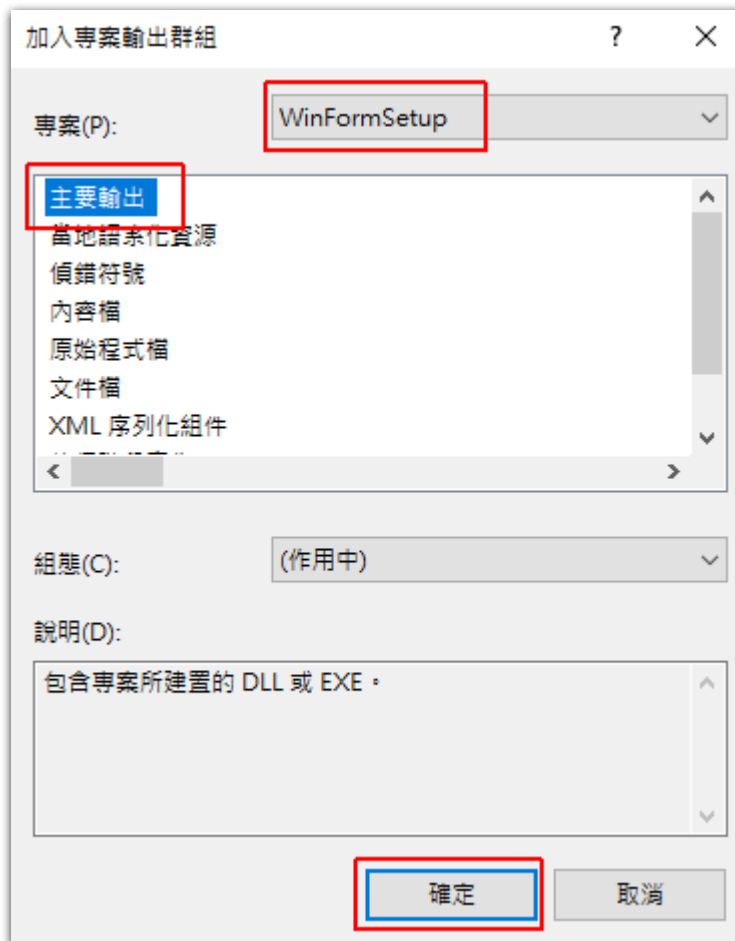 加入專案輸出群組
專案(P):
WinFormSetup
主要輸出
當地語系化資源
偵錯符號
內容檔
原始程式檔
文件檔
XML 序列化組件
組態(C):
(作用中)
說明(D):
包含專案所建置的 DLL 或 EXE。
確定
取消